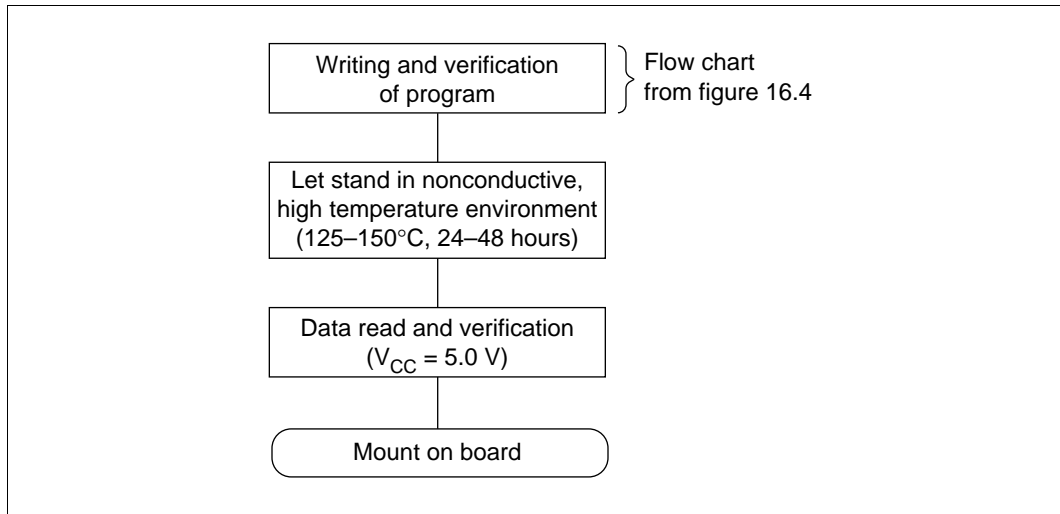 Writing and verification
of program
Flow chart
from figure 16.4
Let stand in nonconductive,
high temperature environment
(125–150°C, 24–48 hours)
Data read and verification
(VCC = 5.0 V)
Mount on board